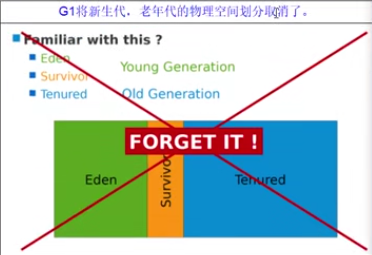 G1将新生代，老年代的物理空间划分取消了。
Familiar with this ?
Eden
Young Generation
Survivor
Tenured
Old Generation
FORGET IT !
Eden
Survivor
Tenured